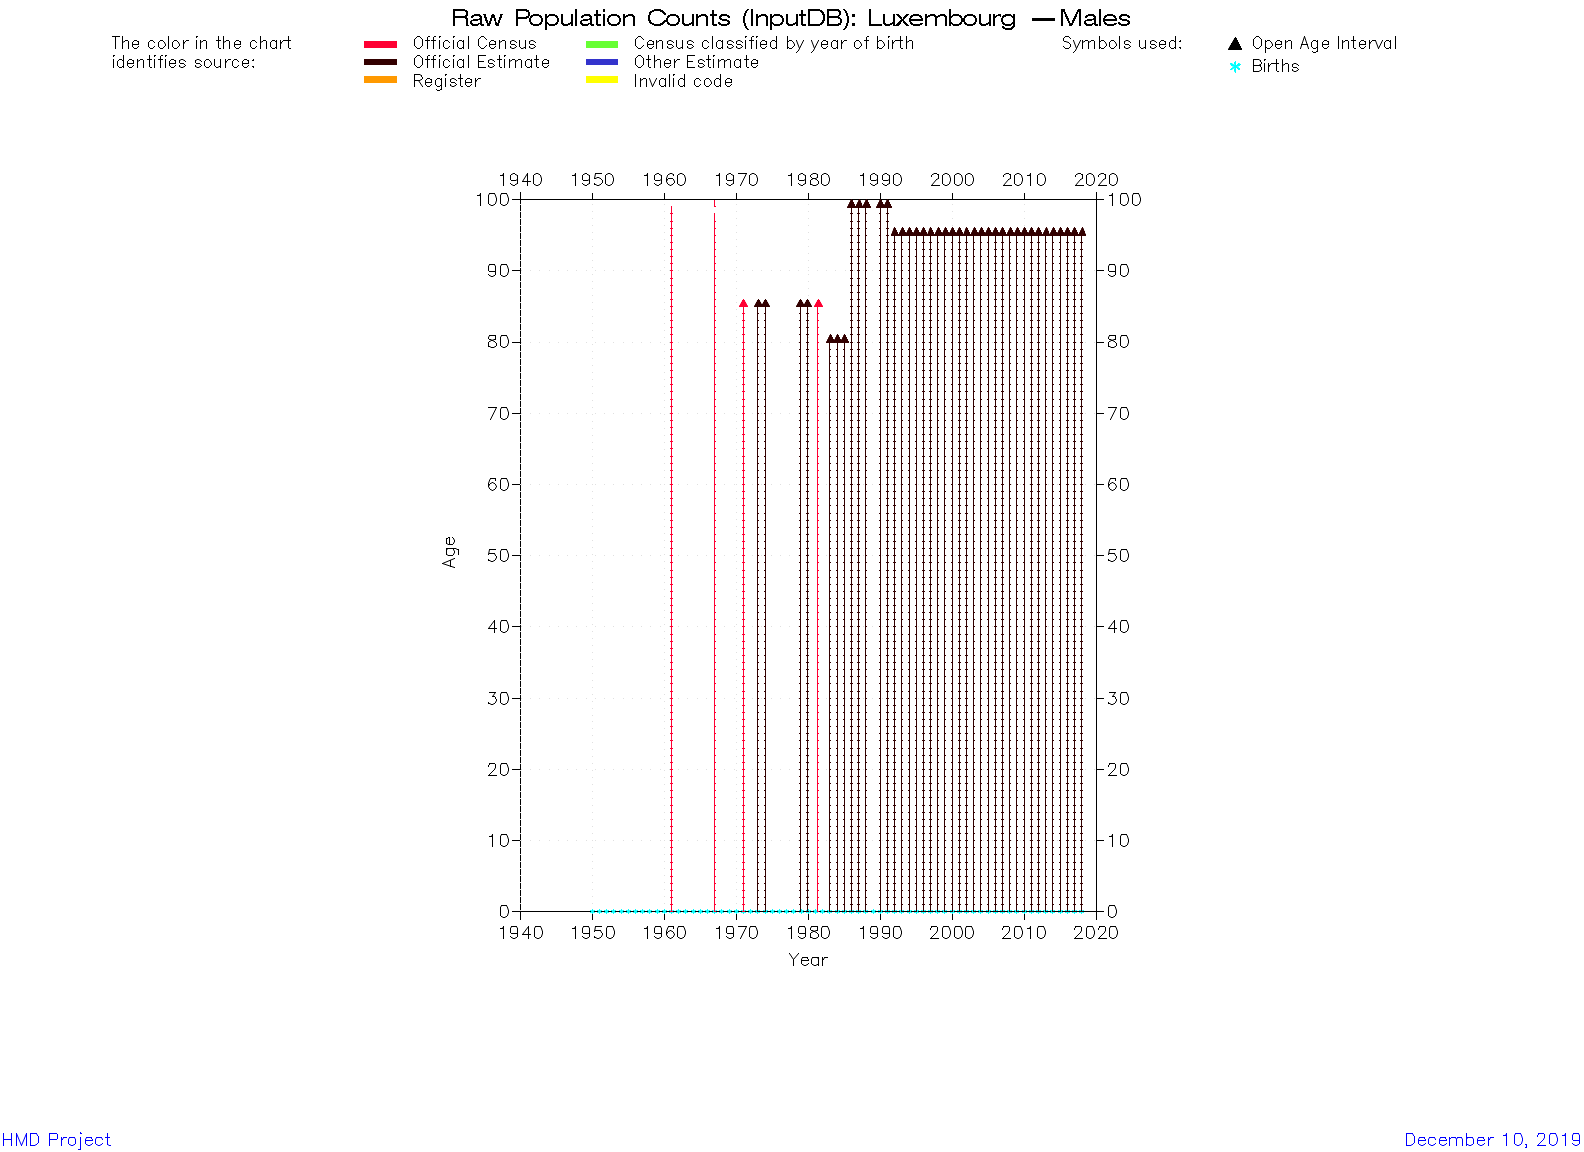 Raw Population Counts (InputDB): Luxembourg — Males
The color in the chart
identifies source:
Official Census
Official Estimate
Register
Census classified by year of birth
Other Estimate
Invalid code
Symbols used:
Open Age Interval
Births
1940 1950 1960 1970 1980 1990 2000 2010 2020
100 100
90 90
80 80
70 70
60 60
50 50
40 40
30 30
20 20
10 10
0 0
Age
1940 1950 1960 1970 1980 1990 2000 2010 2020
Year
HMD Project
December 10, 2019